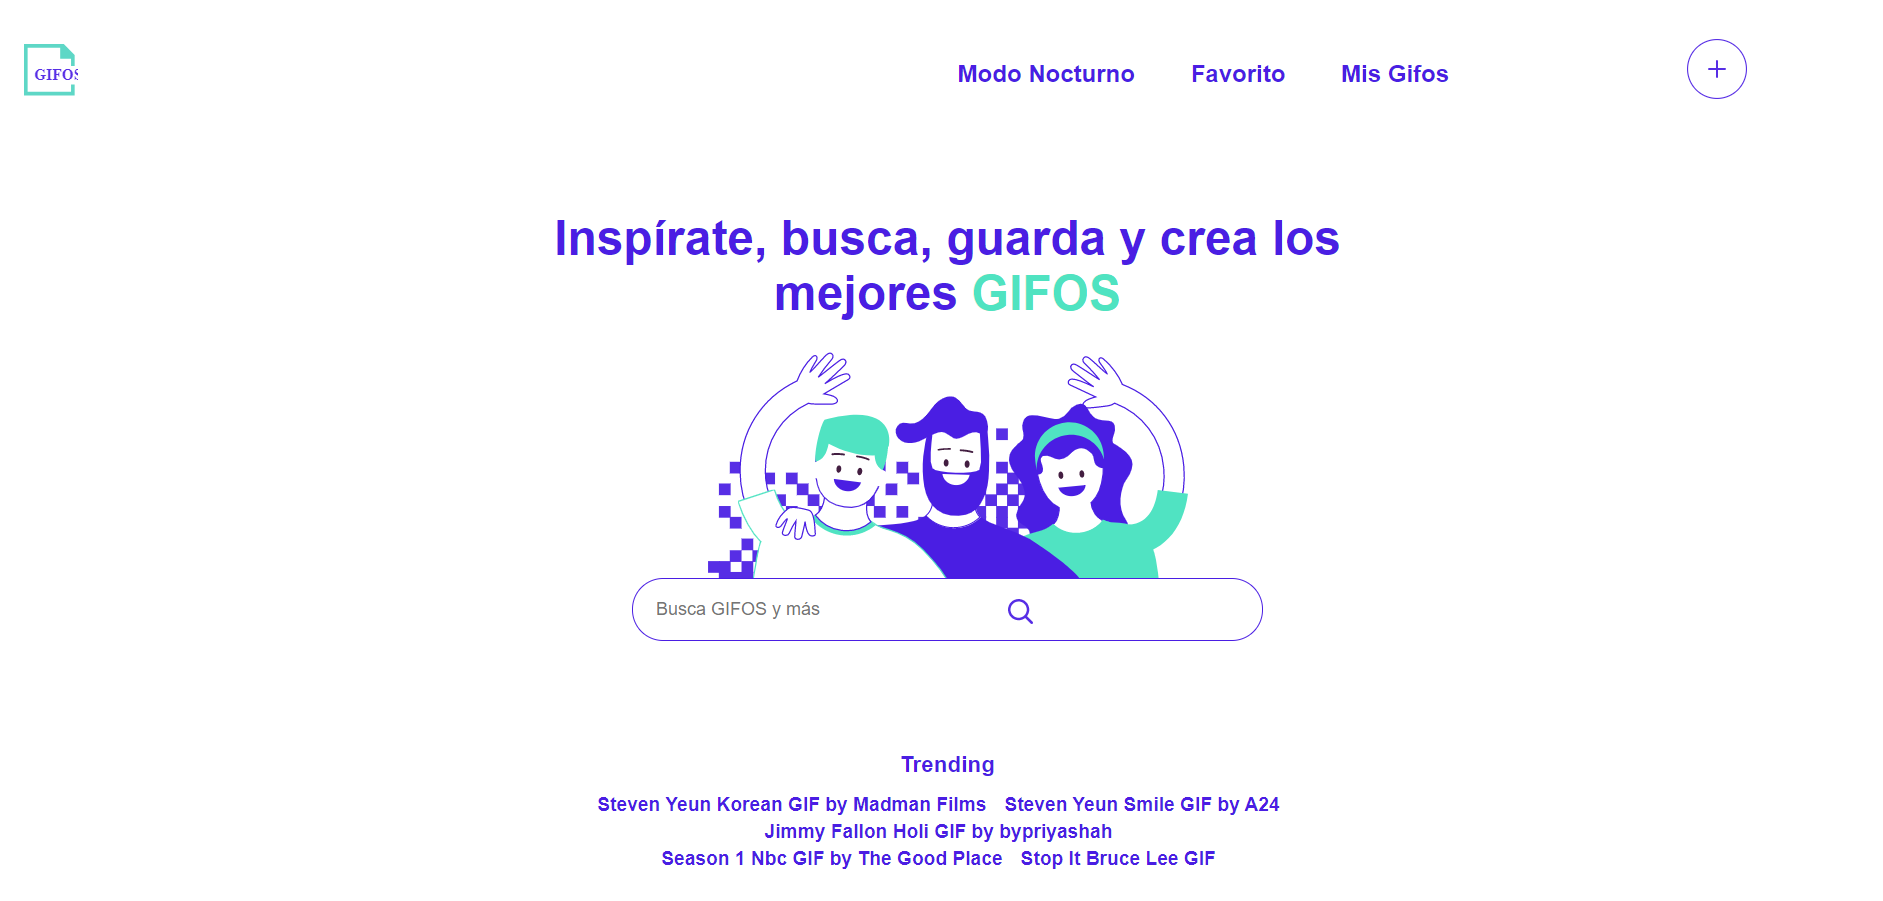 GIFOS
Modo Nocturno Favorito Mis Gifos
Inspírate, busca, guarda y crea los
mejores GIFOS
Busca GIFOS y más
Trending
Steven Yeun Korean GIF by Madman Films Steven Yeun Smile GIF by A24
Jimmy Fallon Holi GIF by bypriyashah
Season 1 Nbc GIF by The Good Place Stop It Bruce Lee GIF